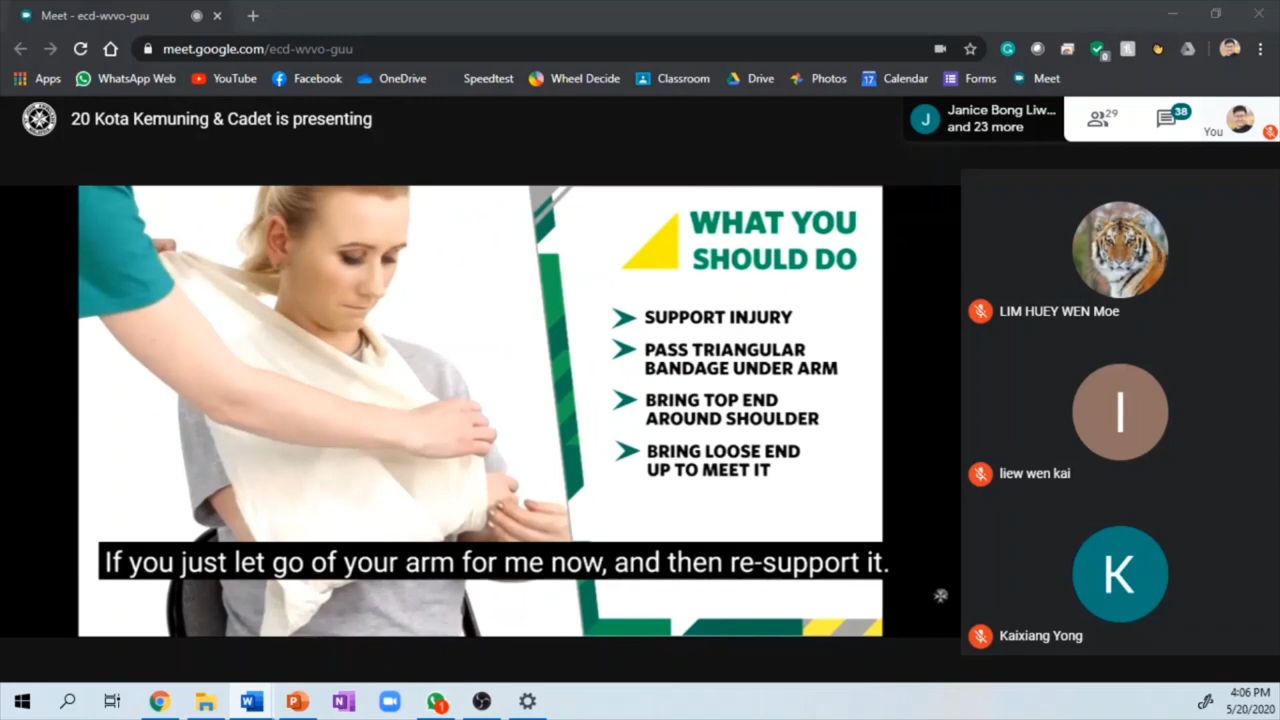 Meet - ecd-wvvo-guu
meet.google.com/ecd-wvvo-guu
0
Apps WhatsApp Web YouTube Facebook OneDrive Speedtest Wheel Decide Classroom Drive Photos 17 Calendar Forms Meet
20 Kota Kemuning & Cadet is presenting
J
Janice Bong Liw...
and 23 more
29
38
You
WHAT YOU
SHOULD DO
SUPPORT INJURY
PASS TRIANGULAR
BANDAGE UNDER ARM
BRING TOP END
AROUND SHOULDER
BRING LOOSE END
UP TO MEET IT
If you just let go of your arm for me now, and then re-support it.
LIM HUEY WEN Moe
l
liew wen kai
K
Kaixiang Yong
W
P
N
1
4:06 PM
5/20/2020